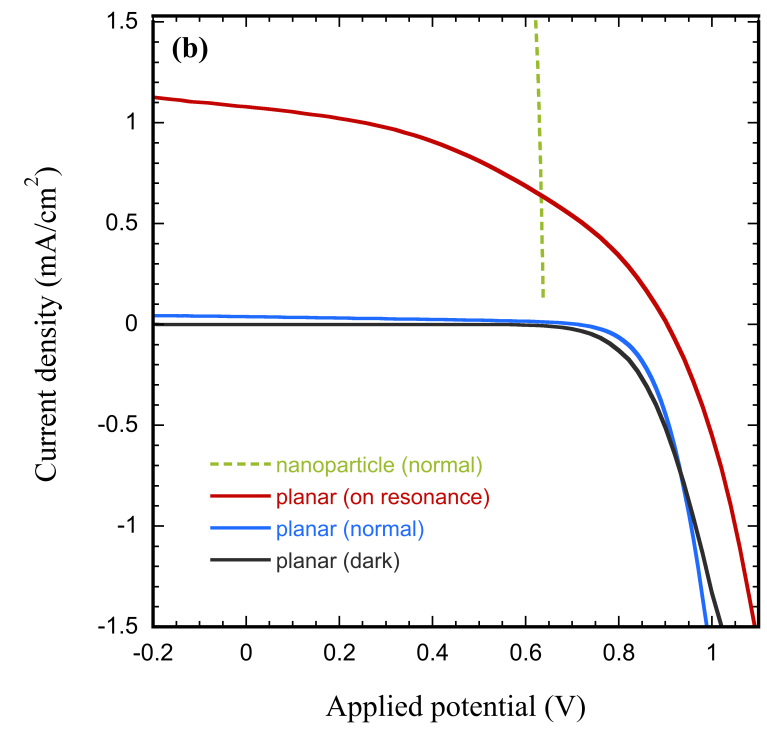 (b)
1.5
1
0.5
0
-0.5
-1
-1.5
Current density (mA/cm²)
nanoparticle (normal)
planar (on resonance)
planar (normal)
planar (dark)
-0.2 0 0.2 0.4 0.6 0.8 1
Applied potential (V)